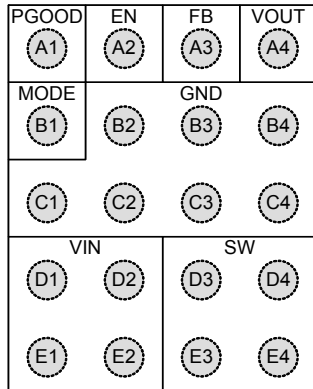 PGOOD EN FB VOUT
A1 A2 A3 A4
MODE GND
B1 B2 B3 B4
C1 C2 C3 C4
VIN SW
D1 D2 D3 D4
E1 E2 E3 E4